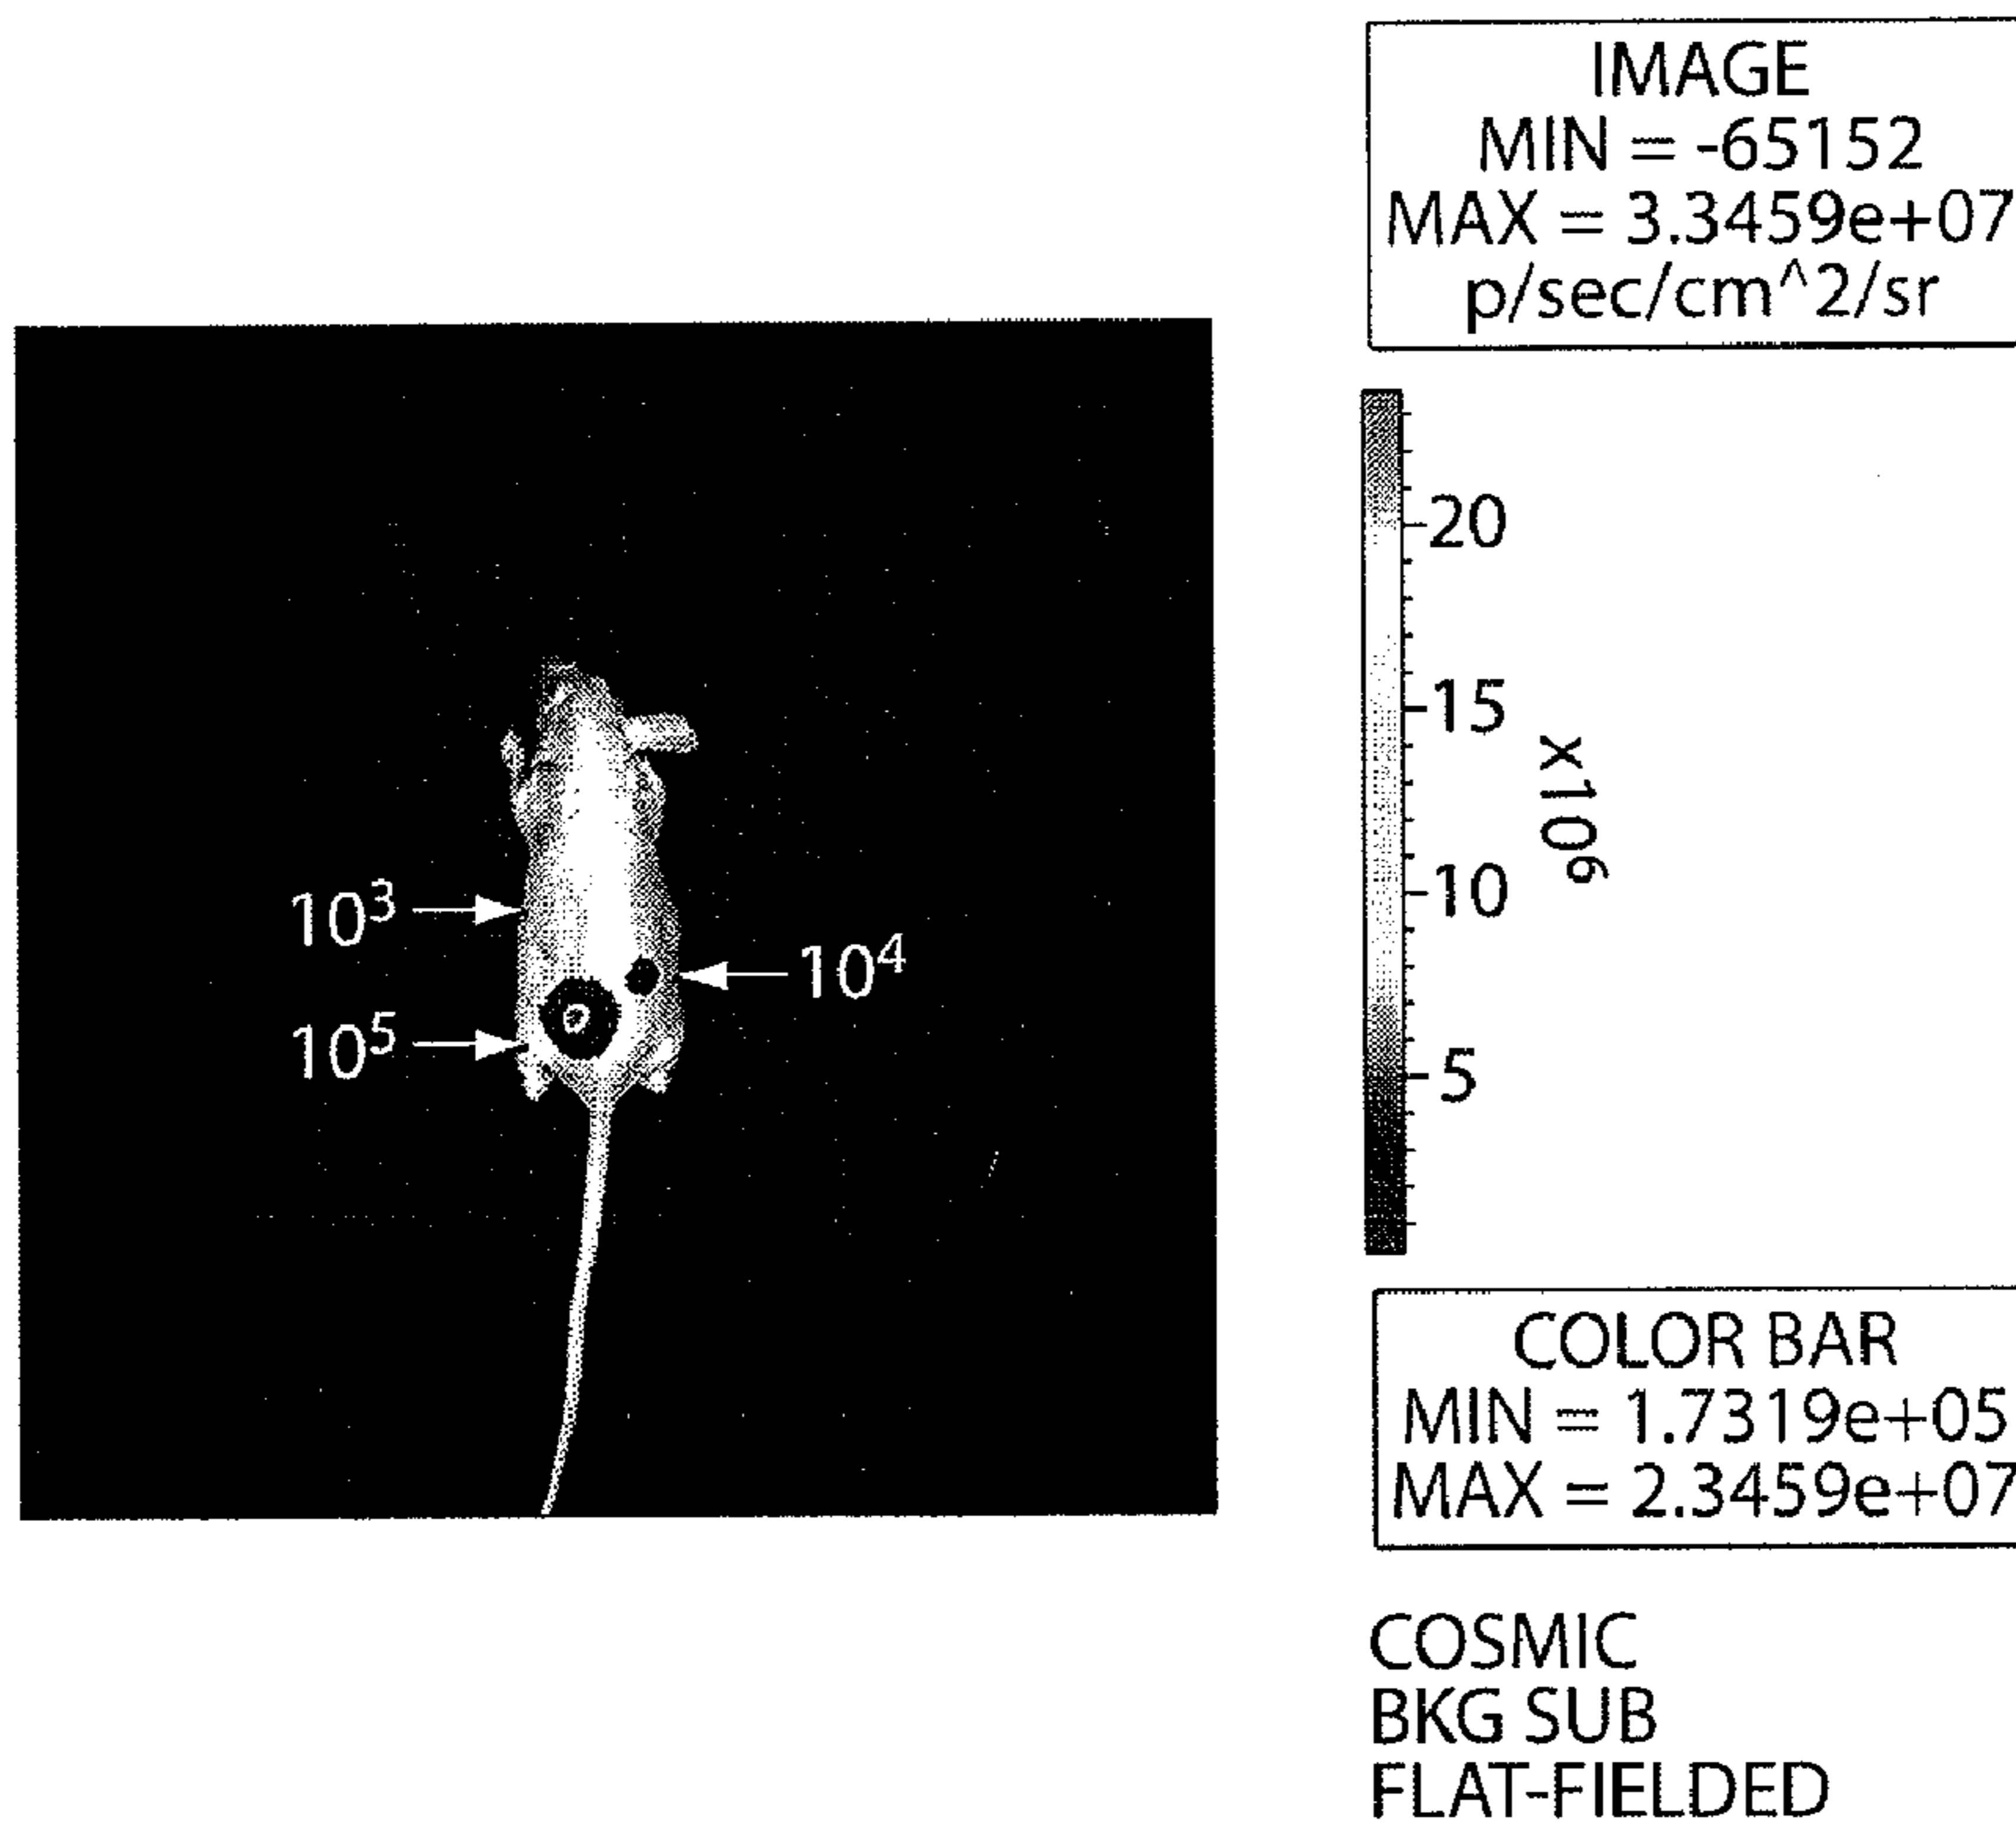 IMAGE
MIN = -65152
MAX = 3.3459e+07
p/sec/cm^2/sr
20
15
x10⁶
10
5
10³
10⁴
10⁵
COLOR BAR
MIN = 1.7319e+05
MAX = 2.3459e+07
COSMIC
BKG SUB
FLAT-FIELDED